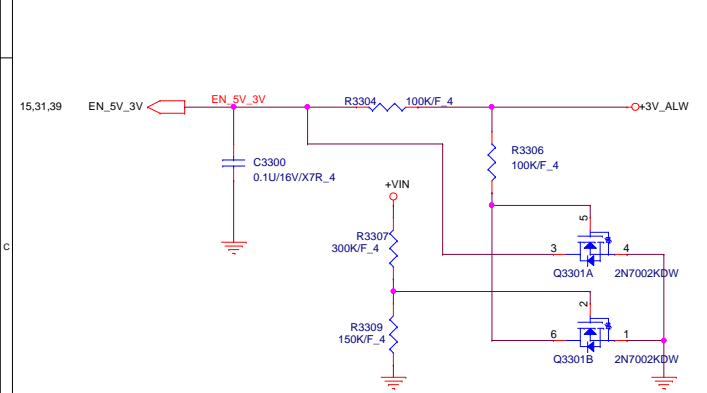 15,31,39 EN_5V_3V EN_5V_3V R3304 100K/F_4 +3V_ALW
C3300
0.1U/16V/X7R_4
R3306
100K/F_4
+VIN
R3307
300K/F_4
5
3 4
Q3301A 2N7002KDW
R3309
150K/F_4
2
6 1
Q3301B 2N7002KDW
C